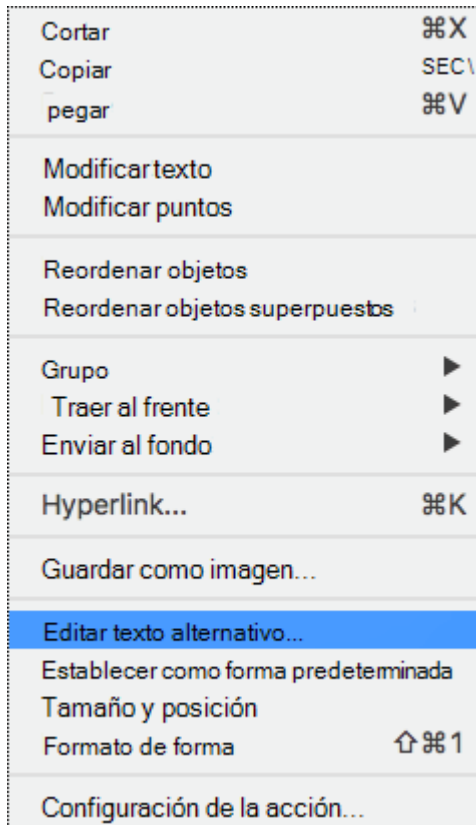 Cortar ⌘X
Copiar SEC\
pegar ⌘V
Modificar texto
Modificar puntos
Reordenar objetos
Reordenar objetos superpuestos
Grupo ▶
Traer al frente ▶
Enviar al fondo ▶
Hyperlink... ⌘K
Guardar como imagen...
Editar texto alternativo...
Establecer como forma predeterminada
Tamaño y posición
Formato de forma ⇧⌘1
Configuración de la acción...